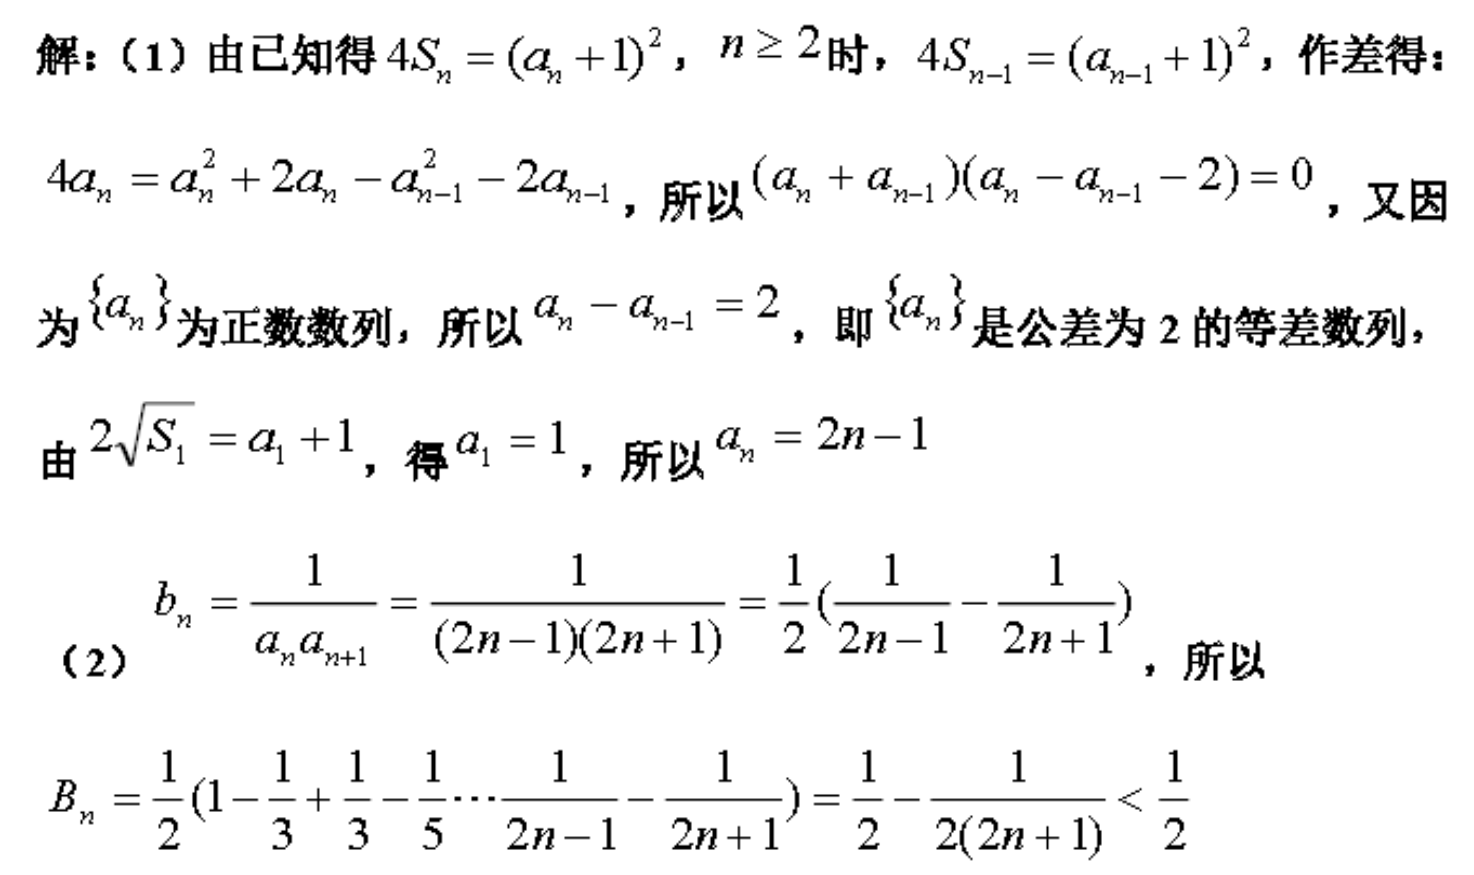 解：（1）由已知得 $4S_n = (a_n + 1)^2$， $n \geq 2$时， $4S_{n-1} = (a_{n-1} + 1)^2$，作差得：
$4a_n = a_n^2 + 2a_n - a_{n-1}^2 - 2a_{n-1}$，所以 $(a_n + a_{n-1})(a_n - a_{n-1} - 2) = 0$，又因
为 $\{a_n\}$ 为正数数列，所以 $a_n - a_{n-1} = 2$，即 $\{a_n\}$ 是公差为 2 的等差数列，
由 $2\sqrt{S_1} = a_1 + 1$，得 $a_1 = 1$，所以 $a_n = 2n - 1$
（2） $b_n = \frac{1}{a_n a_{n+1}} = \frac{1}{(2n-1)(2n+1)} = \frac{1}{2}(\frac{1}{2n-1} - \frac{1}{2n+1})$，所以
$B_n = \frac{1}{2}(1 - \frac{1}{3} + \frac{1}{3} - \frac{1}{5} \cdots \frac{1}{2n-1} - \frac{1}{2n+1}) = \frac{1}{2} - \frac{1}{2(2n+1)} < \frac{1}{2}$